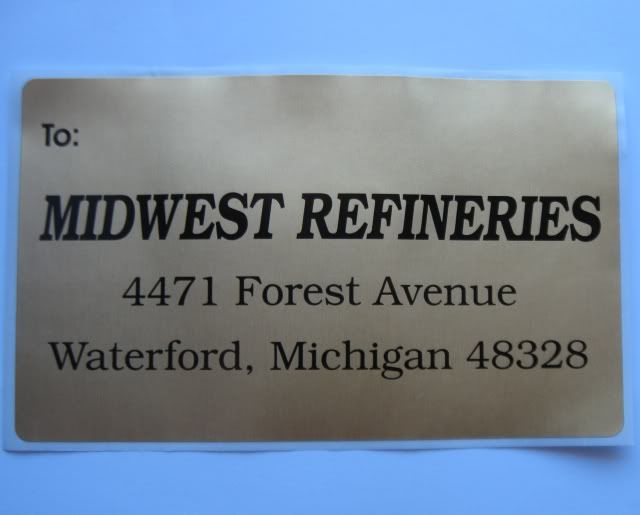 To:
MIDWEST REFINERIES
4471 Forest Avenue
Waterford, Michigan 48328